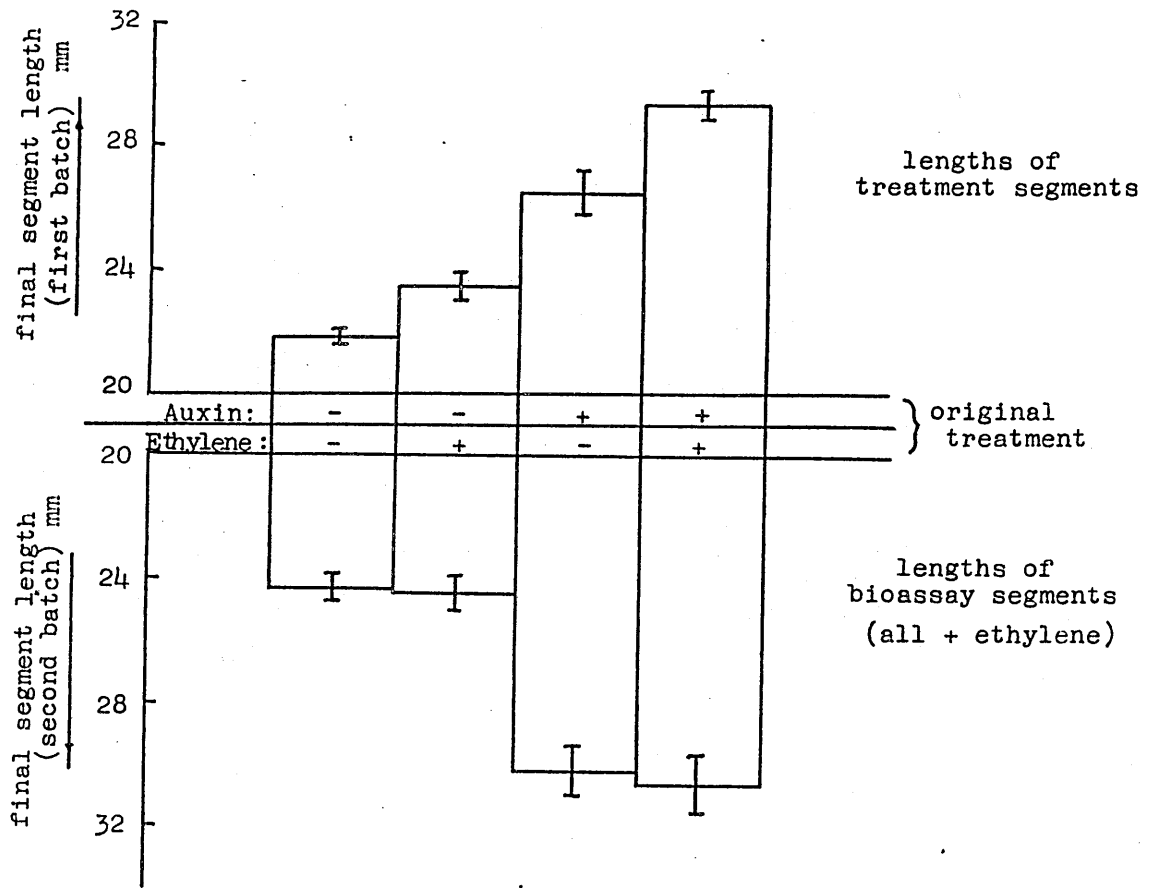 final segment length
(first batch) mm
32
28
24
20
lengths of
treatment segments
Auxin: - - + +
Ethylene: - + - +
original
treatment
final segment length
(second batch) mm
20
24
28
32
lengths of
bioassay segments
(all + ethylene)